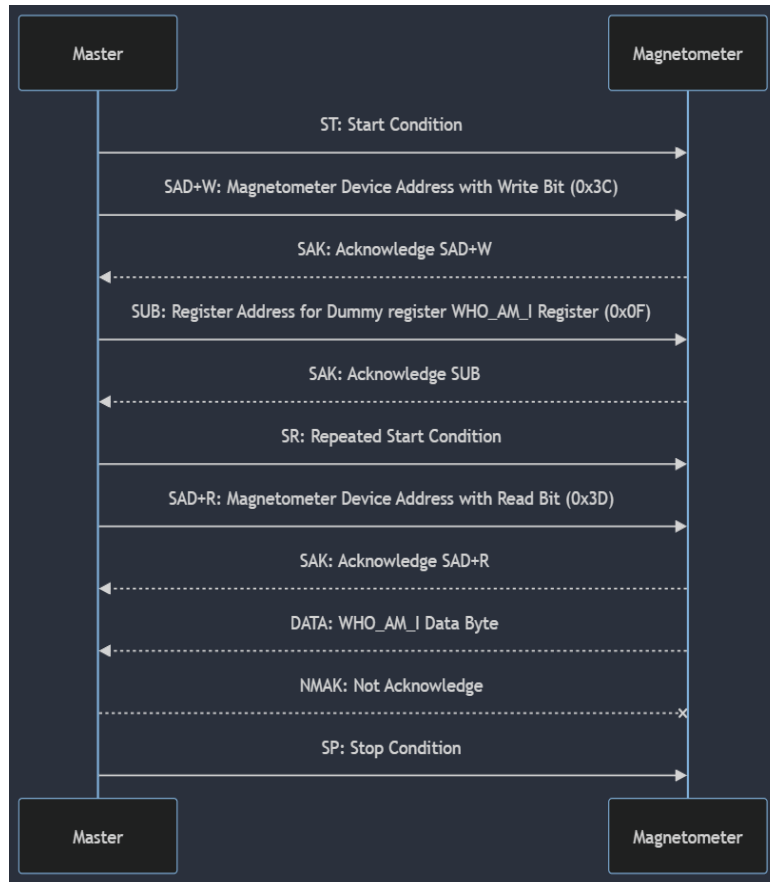 Master
Magnetometer
ST: Start Condition
SAD+W: Magnetometer Device Address with Write Bit (0x3C)
SAK: Acknowledge SAD+W
SUB: Register Address for Dummy register WHO_AM_I Register (0x0F)
SAK: Acknowledge SUB
SR: Repeated Start Condition
SAD+R: Magnetometer Device Address with Read Bit (0x3D)
SAK: Acknowledge SAD+R
DATA: WHO_AM_I Data Byte
NMAK: Not Acknowledge
SP: Stop Condition
Master
Magnetometer